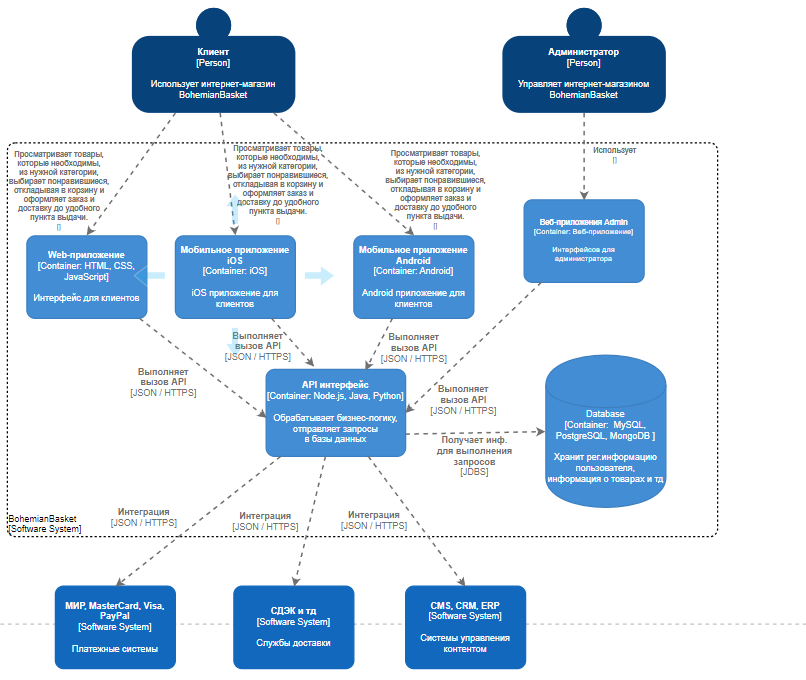 Клиент
[Person]
Использует интернет-магазин
BohemianBasket
Администратор
[Person]
Управляет интернет-магазином
BohemianBasket
Просматривает товары,
которые необходимы,
из нужной категории,
выбирает понравившиеся,
откладывая в корзину и
оформляет заказ и
доставку до удобного
пункта выдачи.
[]
Просматривает товары,
которые необходимы,
из нужной категории,
выбирает понравившиеся,
откладывая в корзину и
оформляет заказ и
доставку до удобного
пункта выдачи.
[]
Просматривает товары,
которые необходимы,
из нужной категории,
выбирает понравившиеся,
откладывая в корзину и
оформляет заказ и
доставку до удобного
пункта выдачи.
[]
Использует
[]
Web-приложение
[Container: HTML, CSS,
JavaScript]
Интерфейс для клиентов
Мобильное приложение
iOS
[Container: iOS]
iOS приложение для
клиентов
Мобильное приложение
Android
[Container: Android]
Android приложение для
клиентов
Веб-приложения Admin
[Container: Веб-приложение]
Интерфейсов для
администратора
Выполняет
вызов API
[JSON / HTTPS]
Выполняет
вызов API
[JSON / HTTPS]
Выполняет
вызов API
[JSON / HTTPS]
Выполняет
вызов API
[JSON / HTTPS]
API интерфейс
[Container: Node.js, Java, Python]
Обрабатывает бизнес-логику,
отправляет запросы
в базы данных
Получает инф.
для выполнения
запросов
[JDBS]
Database
[Container: MySQL,
PostgreSQL, MongoDB ]
Хранит рег.информацию
пользователя,
информация о товарах и тд
BohemianBasket
[Software System]
Интеграция
[JSON / HTTPS]
Интеграция
[JSON / HTTPS]
Интеграция
[JSON / HTTPS]
МИР, MasterCard, Visa,
PayPal
[Software System]
Платежные системы
СДЭК и тд
[Software System]
Службы доставки
CMS, CRM, ERP
[Software System]
Системы управления
контентом